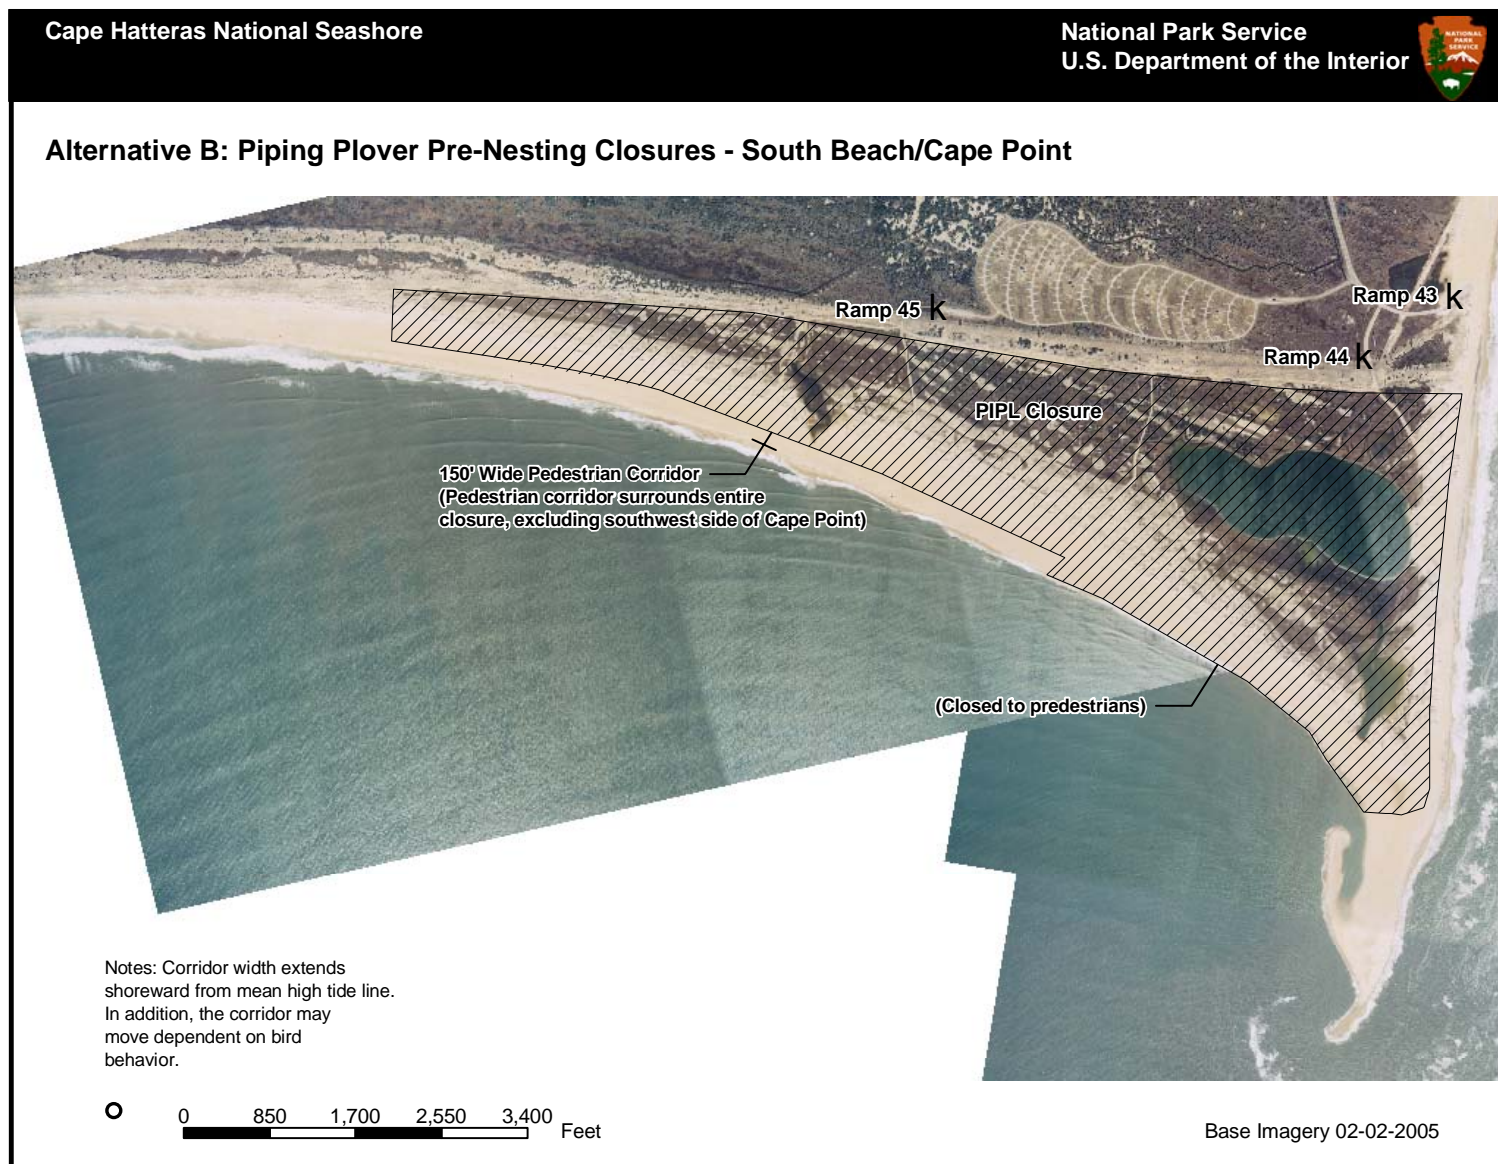 Cape Hatteras National Seashore
National Park Service
U.S. Department of the Interior
NATIONAL
PARK
SERVICE
Alternative B: Piping Plover Pre-Nesting Closures - South Beach/Cape Point
Ramp 45 k
Ramp 43 k
Ramp 44 k
PIPL Closure
150' Wide Pedestrian Corridor
(Pedestrian corridor surrounds entire
closure, excluding southwest side of Cape Point)
(Closed to predestrians)
Notes: Corridor width extends
shoreward from mean high tide line.
In addition, the corridor may
move dependent on bird
behavior.
0 850 1,700 2,550 3,400
Feet
Base Imagery 02-02-2005